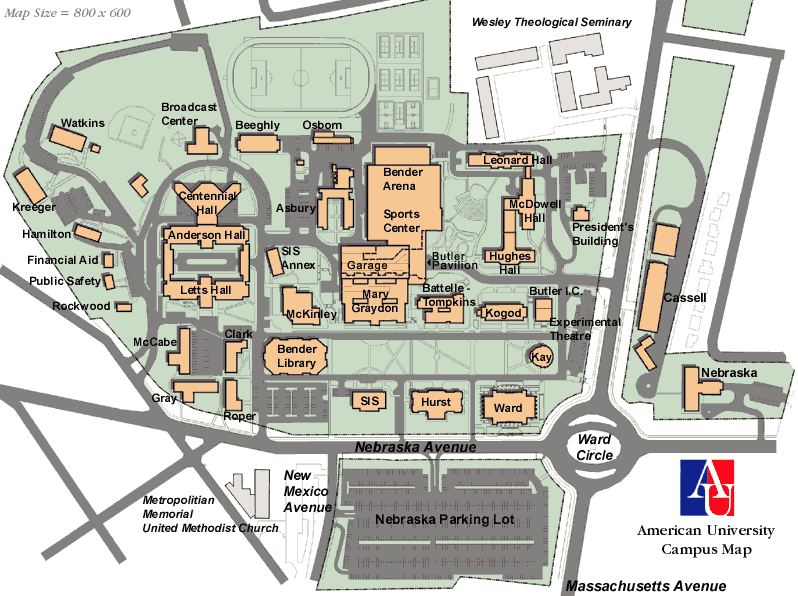 Map Size = 800 x 600
Wesley Theological Seminary
Broadcast
Center
Watkins
Beeghly
Osborn
Bender
Arena
Leonard Hall
Kreeger
Centennial
Hall
Asbury
Sports
Center
McDowell
Hall
President's
Building
Hamilton
Anderson Hall
SIS
Annex
Financial Aid
Garage
Butler
Pavilion
Hughes
Hall
Public Safety
Letts Hall
Mary
Graydon
Battelle -
Tompkins
Butler I.C.
Cassell
Rockwood
McKinley
Kogod
Experimental
Theatre
McCabe
Clark
Bender
Library
Kay
Nebraska
Gray
Roper
SIS
Hurst
Ward
Nebraska Avenue
Ward
Circle
New
Mexico
Avenue
Metropolitian
Memorial
United Methodist Church
Nebraska Parking Lot
AU
American University
Campus Map
Massachusetts Avenue